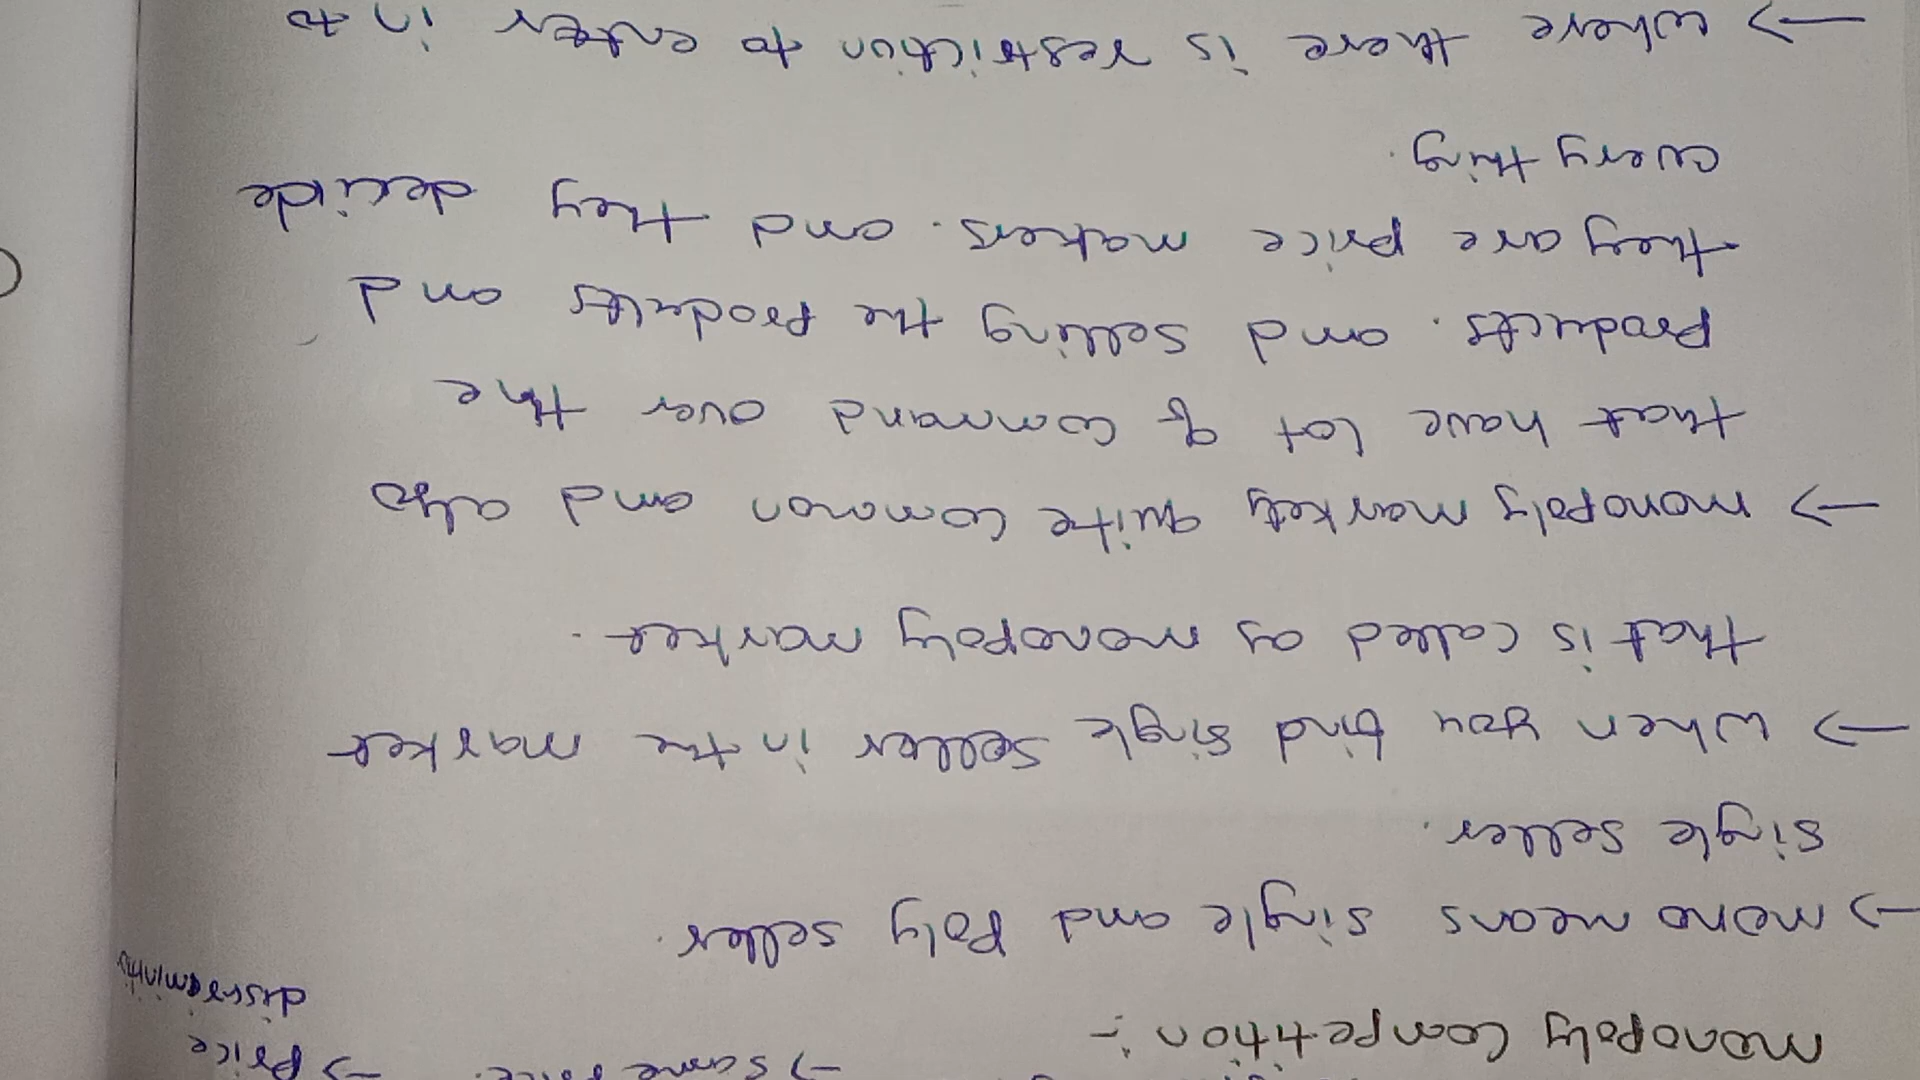 → same price. → price
discriminatio
monopoly competition :-
→ mono means single and Poly seller.
single seller.
→ when you find single seller in the market
that is called as monopoly market.
→ monopoly markety quite common and also
that have lot of command over the
products. and selling the products and
they are price makers. and they decide
every thing.
→ where there is restriction to enter in to